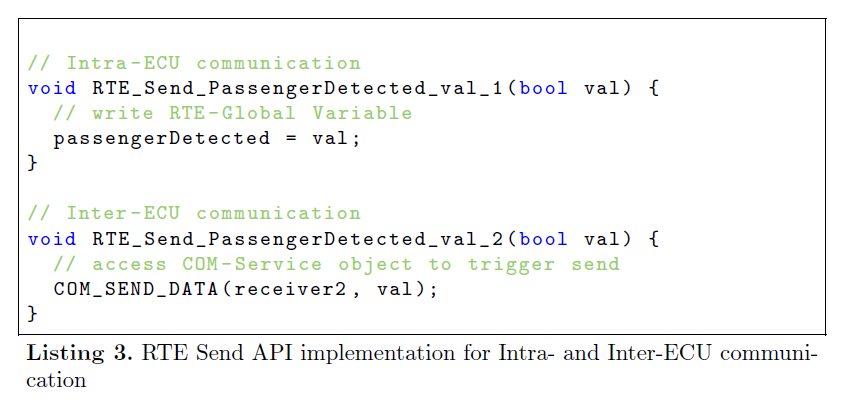 // Intra-ECU communication
void RTE_Send_PassengerDetected_val_1(bool val) {
// write RTE-Global Variable
passengerDetected = val;
}
// Inter-ECU communication
void RTE_Send_PassengerDetected_val_2(bool val) {
// access COM-Service object to trigger send
COM_SEND_DATA(receiver2, val);
}
Listing 3. RTE Send API implementation for Intra- and Inter-ECU communi-
cation